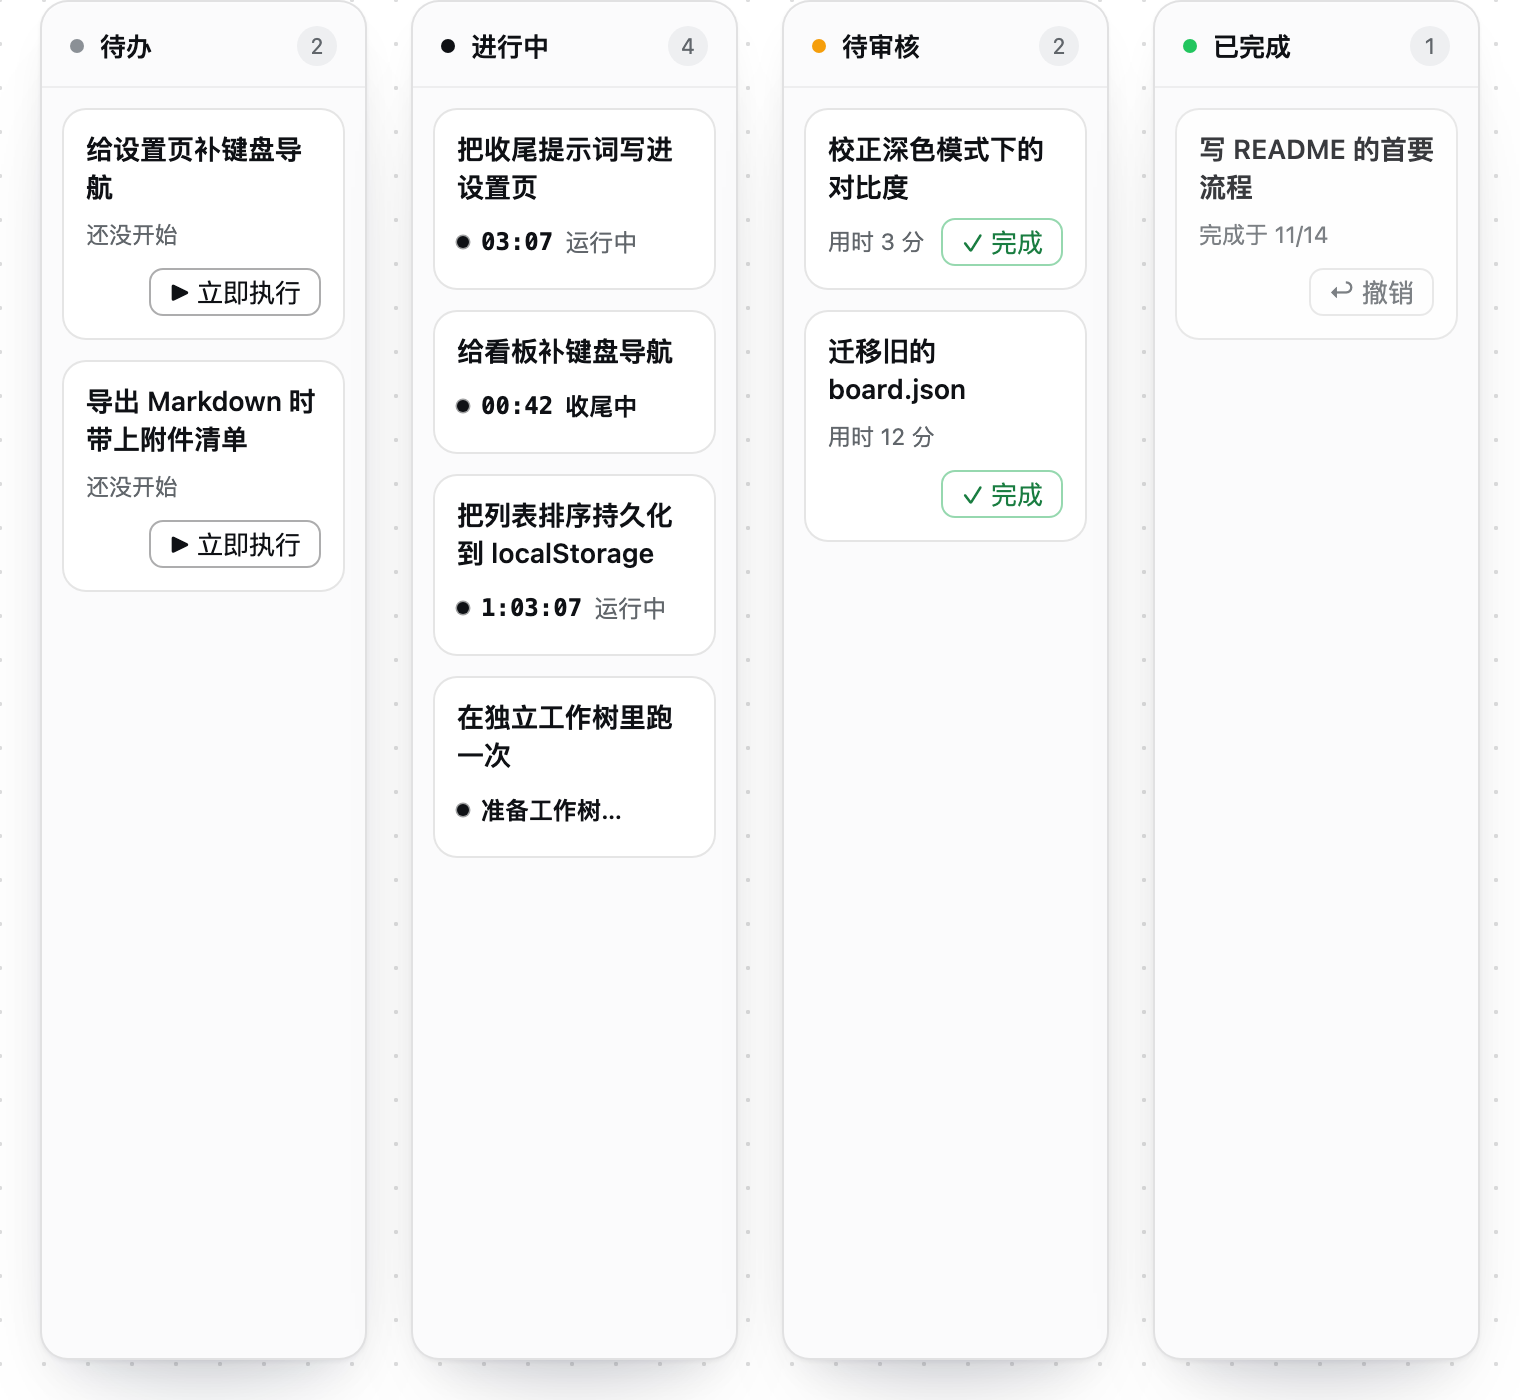 待办 2
给设置页补键盘导
航
还没开始
立即执行
导出 Markdown 时
带上附件清单
还没开始
立即执行
进行中 4
把收尾提示词写进
设置页
03:07 运行中
给看板补键盘导航
00:42 收尾中
把列表排序持久化
到 localStorage
1:03:07 运行中
在独立工作树里跑
一次
准备工作树...
待审核 2
校正深色模式下的
对比度
用时 3 分 ✓ 完成
迁移旧的
board.json
用时 12 分
✓ 完成
已完成 1
写 README 的首要
流程
完成于 11/14
撤销